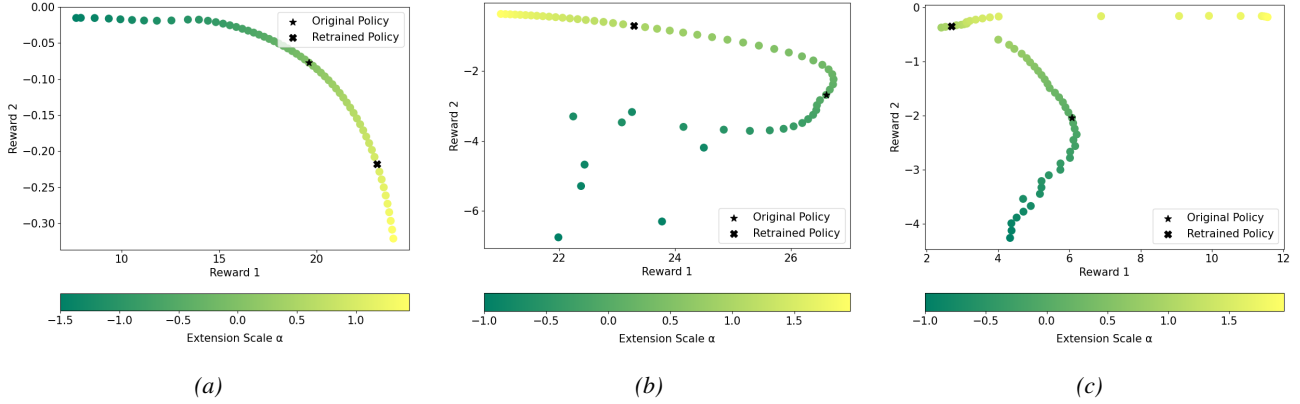 0.00
−0.05
−0.10
−0.15
−0.20
−0.25
−0.30
Reward 2
10
15
20
Reward 1
Original Policy
Retrained Policy
−1.5
−1.0
−0.5
0.0
0.5
1.0
Extension Scale α
(a)
−2
−4
−6
Reward 2
22
24
26
Reward 1
Original Policy
Retrained Policy
−1.0
−0.5
0.0
0.5
1.0
1.5
Extension Scale α
(b)
0
−1
−2
−3
−4
Reward 2
2
4
6
8
10
12
Reward 1
Original Policy
Retrained Policy
−1.0
−0.5
0.0
0.5
1.0
1.5
Extension Scale α
(c)